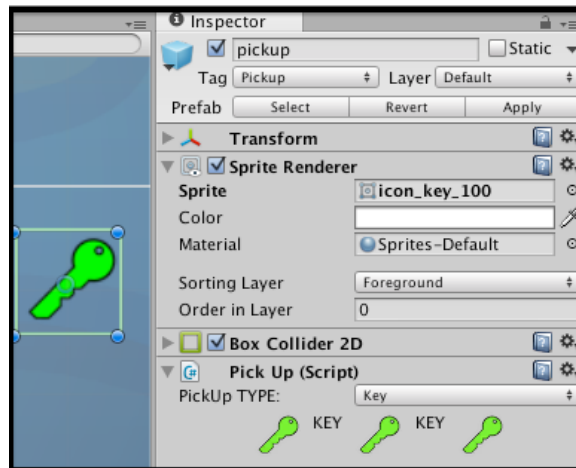 Inspector
pickup Static
Tag Pickup Layer Default
Prefab Select Revert Apply
Transform
Sprite Renderer
Sprite icon_key_100
Color
Material Sprites-Default
Sorting Layer Foreground
Order in Layer 0
Box Collider 2D
Pick Up (Script)
PickUp TYPE: Key
KEY KEY